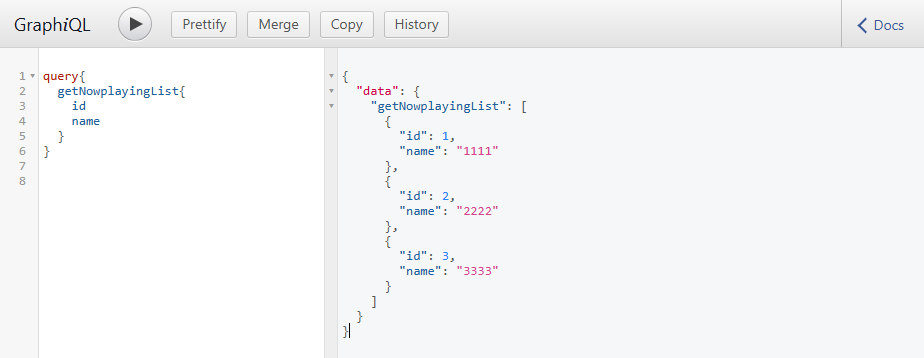 GraphiQL Prettify Merge Copy History Docs
1 query{
2 getNowplayingList{
3 id
4 name
5 }
6 }
7
8
{
"data": {
"getNowplayingList": [
{
"id": 1,
"name": "1111"
},
{
"id": 2,
"name": "2222"
},
{
"id": 3,
"name": "3333"
}
]
}
}